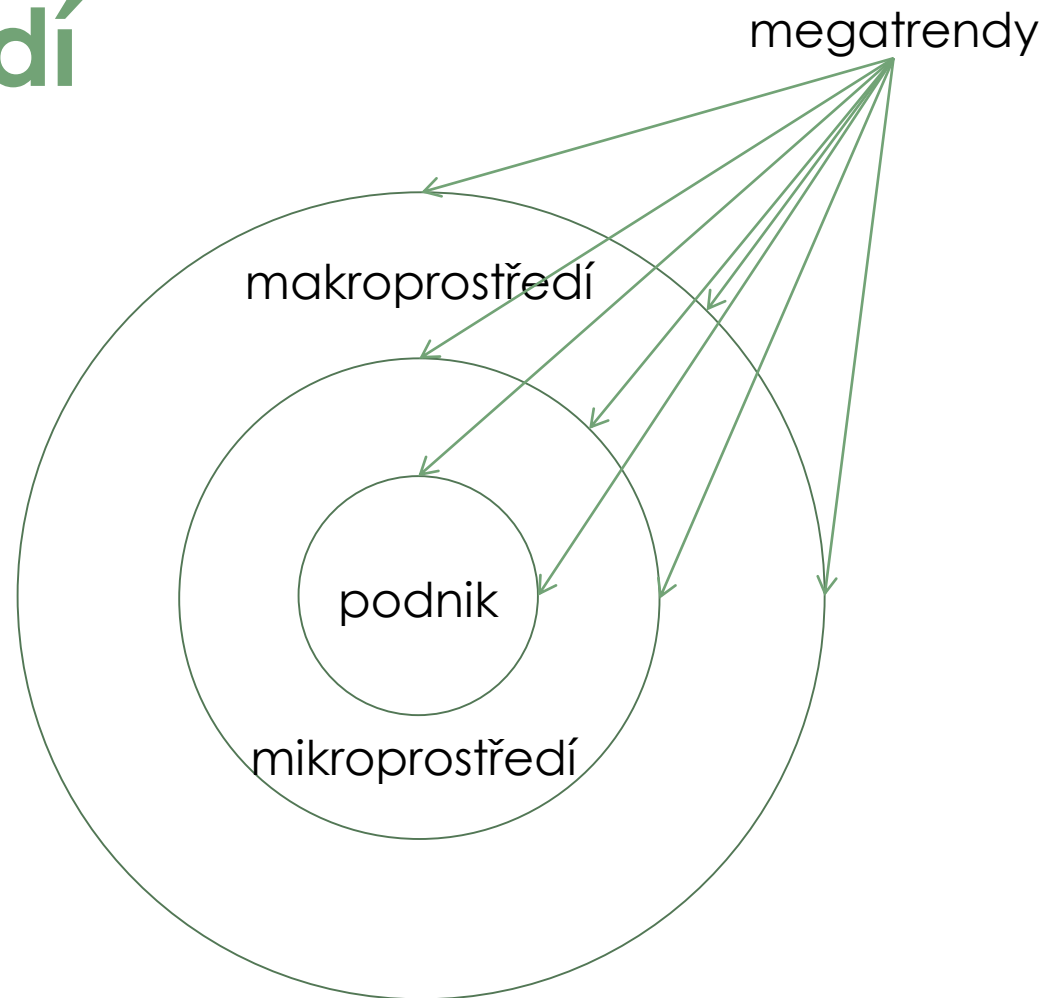 dí
megatrendy
makroprostředí
podnik
mikroprostředí